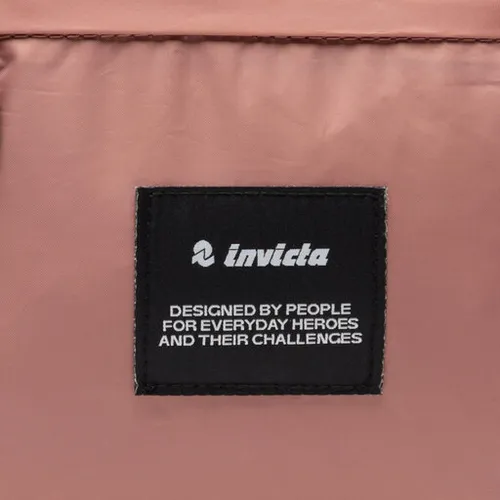 invicta
DESIGNED BY PEOPLE
FOR EVERYDAY HEROES
AND THEIR CHALLENGES